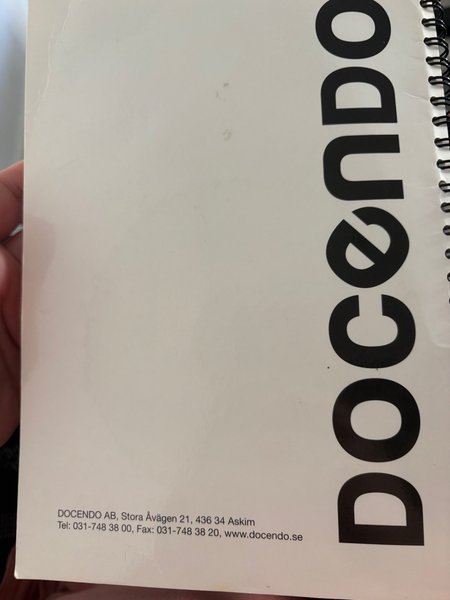 DOCENDO
DOCENDO AB, Stora Åvägen 21, 436 34 Askim
Tel: 031-748 38 00, Fax: 031-748 38 20, www.docendo.se